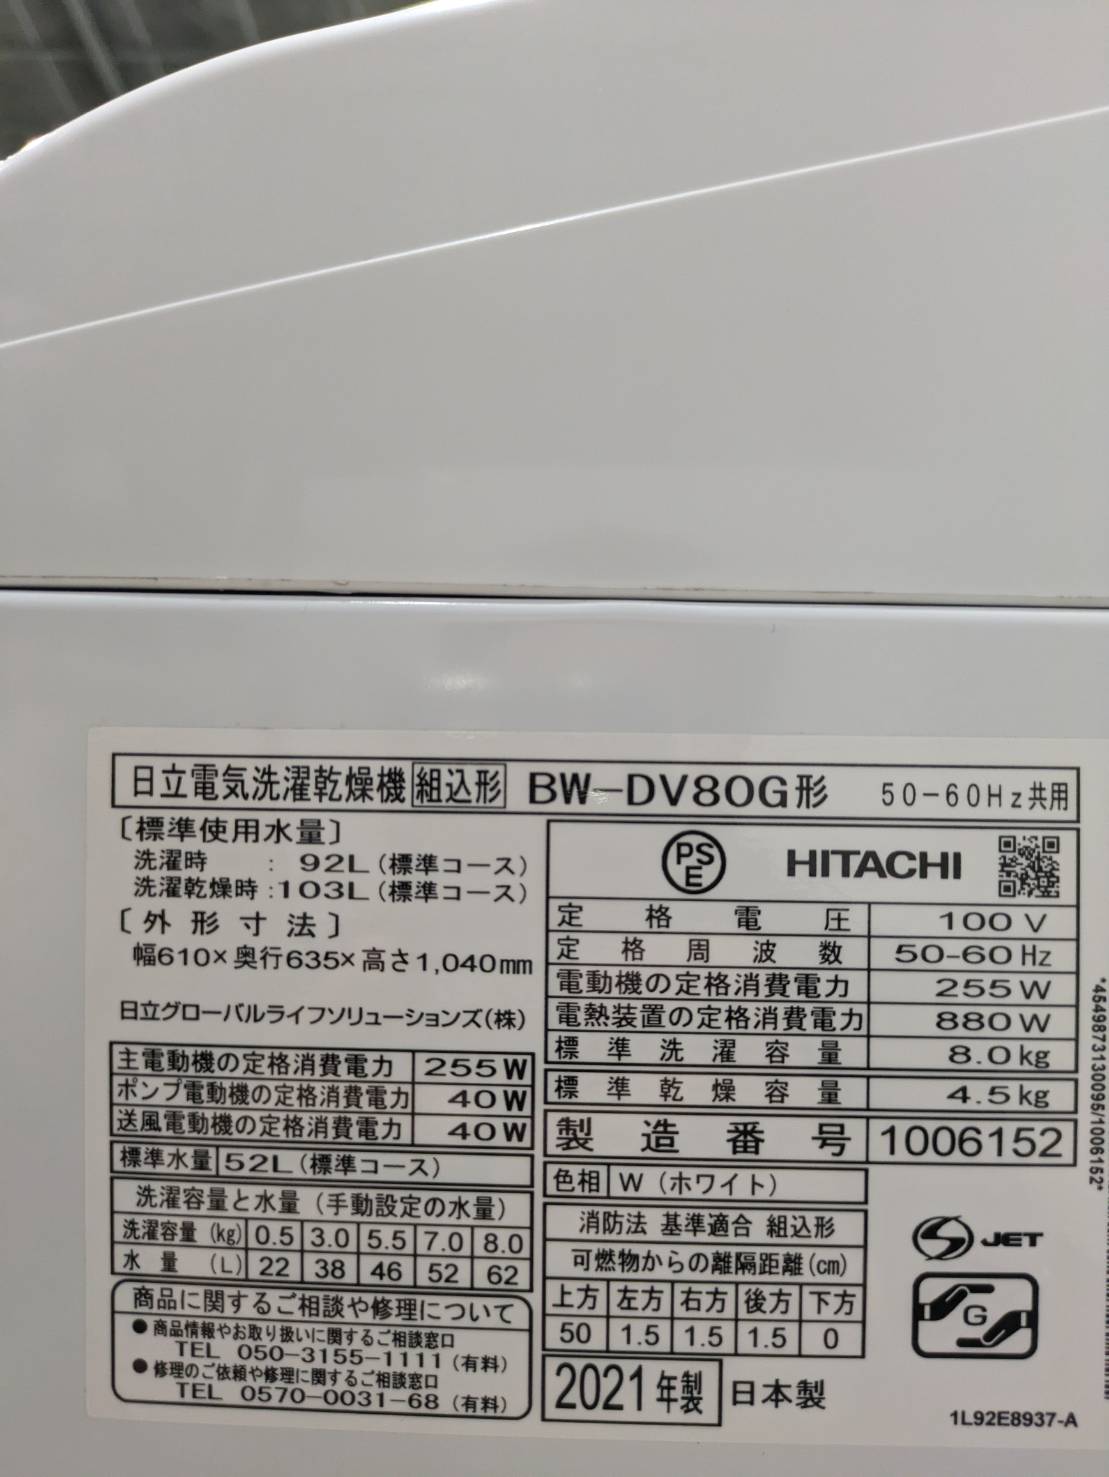 日立電気洗濯乾燥機 組込形 BW-DV80G形 50-60Hz共用
〔標準使用水量〕
洗濯時 : 92L(標準コース)
洗濯乾燥時:103L(標準コース)
〔外形寸法〕
幅610×奥行635×高さ1,040mm
日立グローバルライフソリューションズ(株)
主電動機の定格消費電力 255W
ポンプ電動機の定格消費電力 40W
送風電動機の定格消費電力 40W
標準水量 52L(標準コース)
洗濯容量と水量(手動設定の水量)
洗濯容量(kg) 0.5 3.0 5.5 7.0 8.0
水量(L) 22 38 46 52 62
商品に関するご相談や修理について
●商品情報やお取り扱いに関するご相談窓口
TEL 050-3155-1111(有料)
●修理のご依頼や修理に関するご相談窓口
TEL 0570-0031-68(有料)
PSE HITACHI
定格電圧 100V
定格周波数 50-60Hz
電動機の定格消費電力 255W
電熱装置の定格消費電力 880W
標準洗濯容量 8.0kg
標準乾燥容量 4.5kg
製造番号 1006152
色相 W(ホワイト)
消防法 基準適合 組込形
可燃物からの離隔距離(cm)
上方 左方 右方 後方 下方
50 1.5 1.5 1.5 0
2021年製 日本製
S JET
G
1L92E8937-A
*4549873130095/1006152*